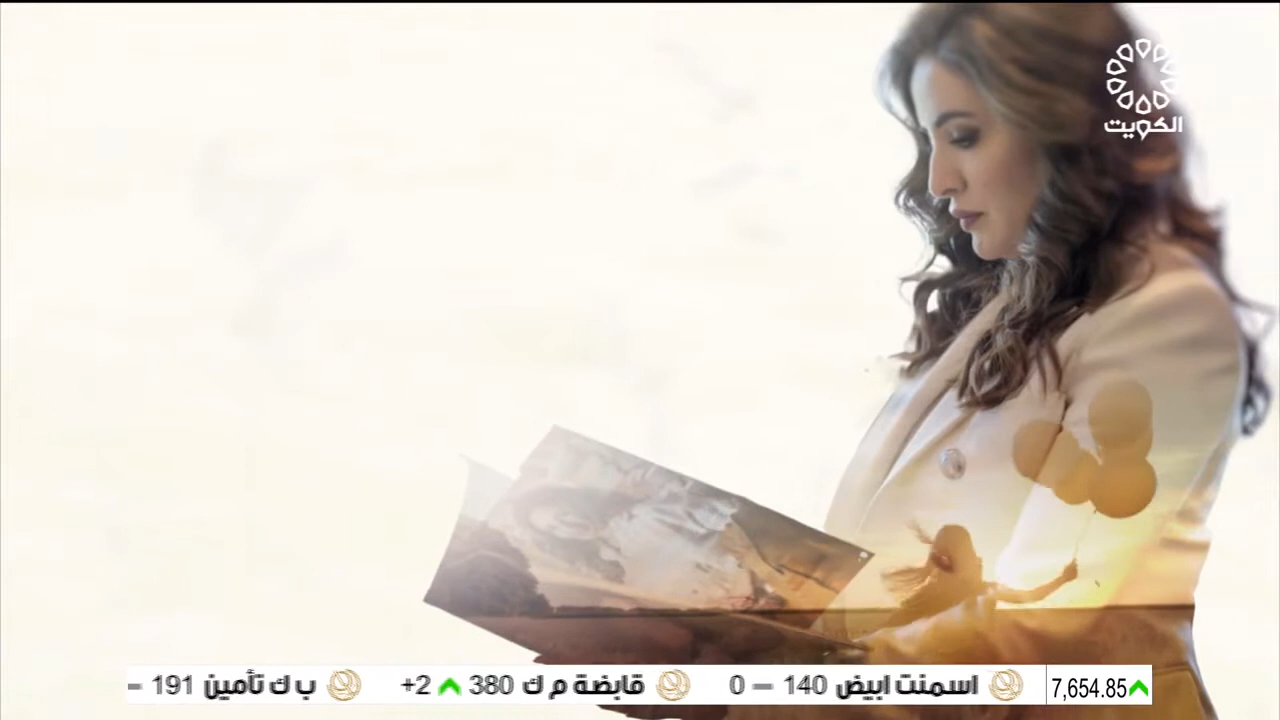 الكويت
7,654.85 اسمنت ابيض 140 0 قابضة م ك 380 +2 ب ك تأمين 191